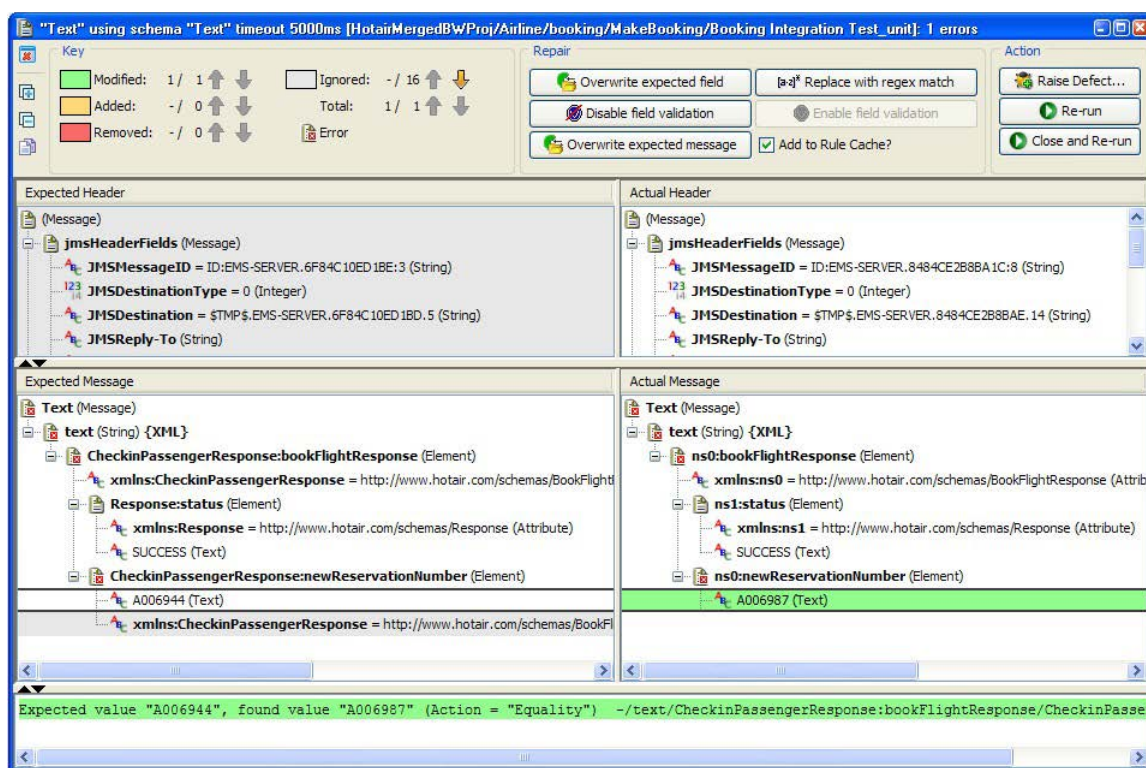 "Text" using schema "Text" timeout 5000ms [HotairMergedBWProj/Airline/booking/MakeBooking/Booking Integration Test_unit]: 1 errors
Key
Modified: 1 / 1
Ignored: - / 16
Added: - / 0
Total: 1 / 1
Removed: - / 0
Error
Repair
Overwrite expected field
[a-z]* Replace with regex match
Disable field validation
Enable field validation
Overwrite expected message
Add to Rule Cache?
Action
Raise Defect...
Re-run
Close and Re-run
Expected Header
(Message)
jmsHeaderFields (Message)
JMSMessageID = ID:EMS-SERVER.6F84C10ED1BE:3 (String)
JMSDestinationType = 0 (Integer)
JMSDestination = $TMP$.EMS-SERVER.6F84C10ED1BD.5 (String)
JMSReply-To (String)
Actual Header
(Message)
jmsHeaderFields (Message)
JMSMessageID = ID:EMS-SERVER.8484CE2B8BA1C:8 (String)
JMSDestinationType = 0 (Integer)
JMSDestination = $TMP$.EMS-SERVER.8484CE2B8BAE.14 (String)
JMSReply-To (String)
Expected Message
Text (Message)
text (String) {XML}
CheckinPassengerResponse:bookFlightResponse (Element)
xmlns:CheckinPassengerResponse = http://www.hotair.com/schemas/BookFlight
Response:status (Element)
xmlns:Response = http://www.hotair.com/schemas/Response (Attribute)
SUCCESS (Text)
CheckinPassengerResponse:newReservationNumber (Element)
A006944 (Text)
xmlns:CheckinPassengerResponse = http://www.hotair.com/schemas/BookFl
Actual Message
Text (Message)
text (String) {XML}
ns0:bookFlightResponse (Element)
xmlns:ns0 = http://www.hotair.com/schemas/BookFlightResponse (Attrib
ns1:status (Element)
xmlns:ns1 = http://www.hotair.com/schemas/Response (Attribute)
SUCCESS (Text)
ns0:newReservationNumber (Element)
A006987 (Text)
Expected value "A006944", found value "A006987" (Action = "Equality") -/text/CheckinPassengerResponse:bookFlightResponse/CheckinPasse